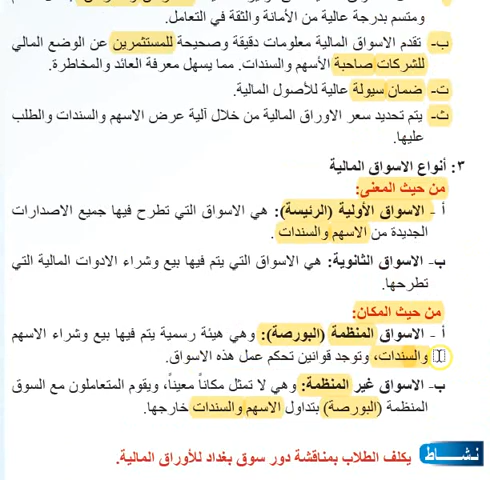 ومتسم بدرجة عالية من الأمانة والثقة في التعامل.
ب- تقدم الاسواق المالية معلومات دقيقة وصحيحة للمستثمرين عن الوضع المالي
للشركات صاحبة الأسهم والسندات. مما يسهل معرفة العائد والمخاطرة.
ت- ضمان سيولة عالية للأصول المالية.
ث- يتم تحديد سعر الاوراق المالية من خلال آلية عرض الاسهم والسندات والطلب
عليها.
٣: أنواع الاسواق المالية
من حيث المعنى:
أ - الاسواق الأولية (الرئيسة): هي الاسواق التي تطرح فيها جميع الاصدارات
الجديدة من الاسهم والسندات .
ب- الاسواق الثانوية: هي الاسواق التي يتم فيها بيع وشراء الادوات المالية التي
تطرحها.
من حيث المكان:
أ - الاسواق المنظمة (البورصة): وهي هيئة رسمية يتم فيها بيع وشراء الاسهم
والسندات، وتوجد قوانين تحكم عمل هذه الاسواق.
ب- الاسواق غير المنظمة: وهي لا تمثل مكاناً معيناً، ويقوم المتعاملون مع السوق
المنظمة (البورصة) بتداول الاسهم والسندات خارجها.
نشـــاط يكلف الطلاب بمناقشة دور سوق بغداد للأوراق المالية.